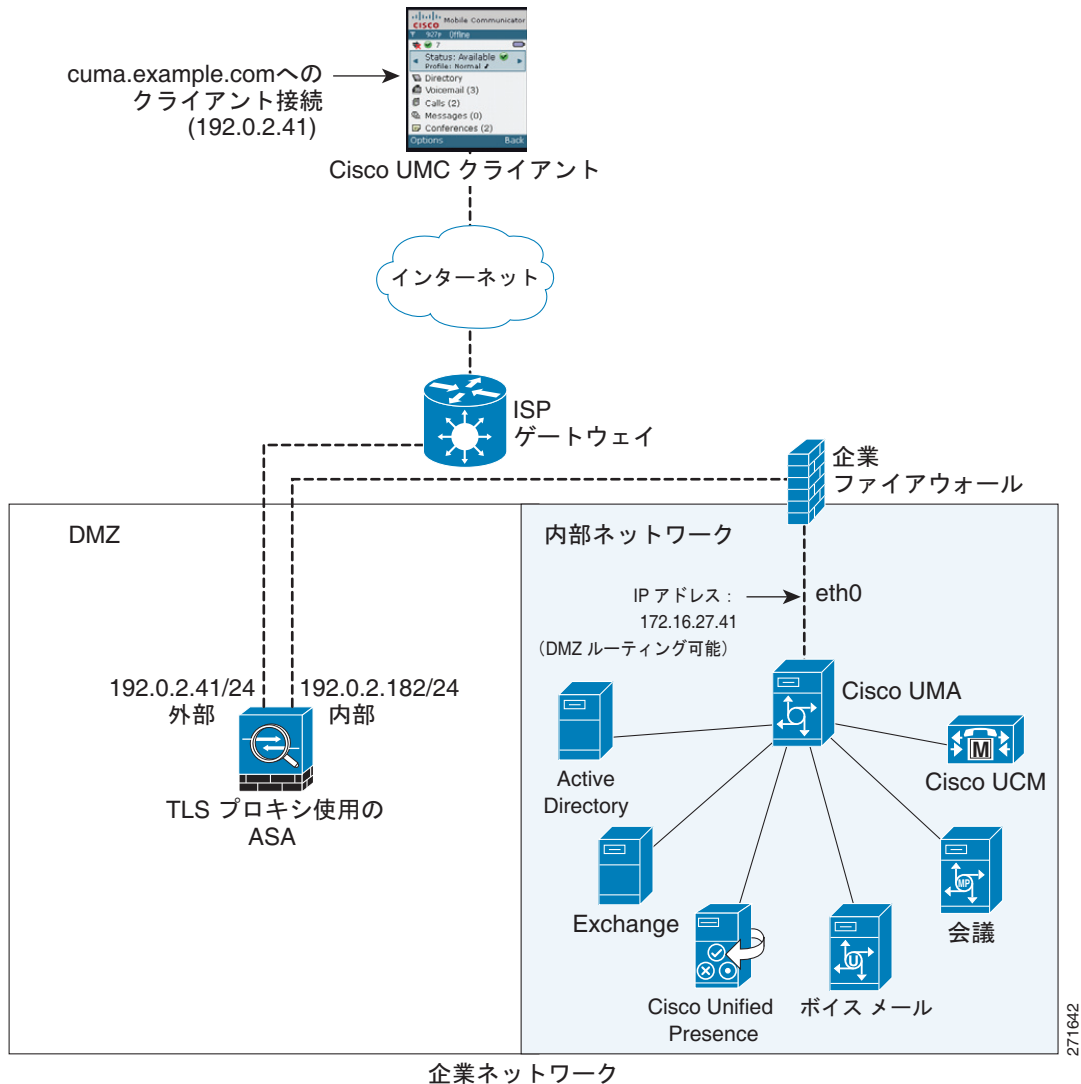 cuma.example.comへの
クライアント接続
(192.0.2.41)
CISCO Mobile Communicator
Offline
7
Status: Available
Profile: Normal
Directory
Voicemail (3)
Calls (2)
Messages (0)
Conferences (2)
Options Back
Cisco UMC クライアント
インターネット
ISP
ゲートウェイ
企業
ファイアウォール
DMZ
内部ネットワーク
IP アドレス：
172.16.27.41
（DMZ ルーティング可能）
eth0
192.0.2.41/24
外部
192.0.2.182/24
内部
TLS プロキシ使用の
ASA
Cisco UMA
M
Cisco UCM
Active
Directory
Exchange
MP
会議
Cisco Unified
Presence
U
ボイス メール
企業ネットワーク
271642